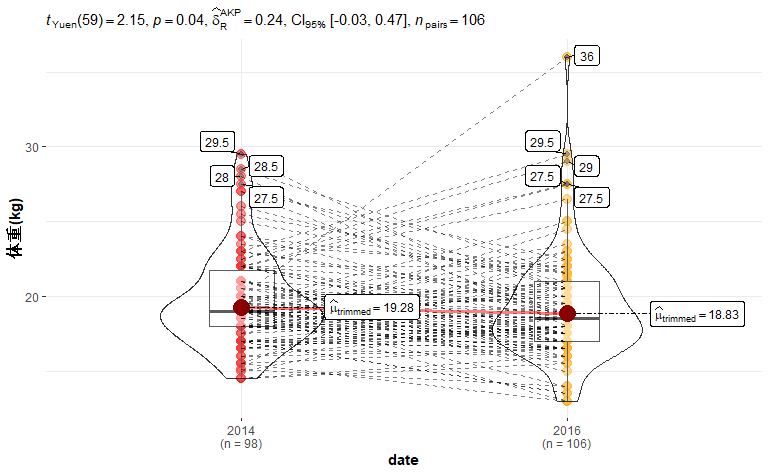 t_Yuen(59) = 2.15, p = 0.04, δ̂_R^AKP = 0.24, CI_95% [-0.03, 0.47], n_pairs = 106
36
29.5
29.5
28.5
29
28
27.5
27.5
27.5
30
20
体重(kg)
μ̂_trimmed = 19.28
μ̂_trimmed = 18.83
2014
(n = 98)
2016
(n = 106)
date